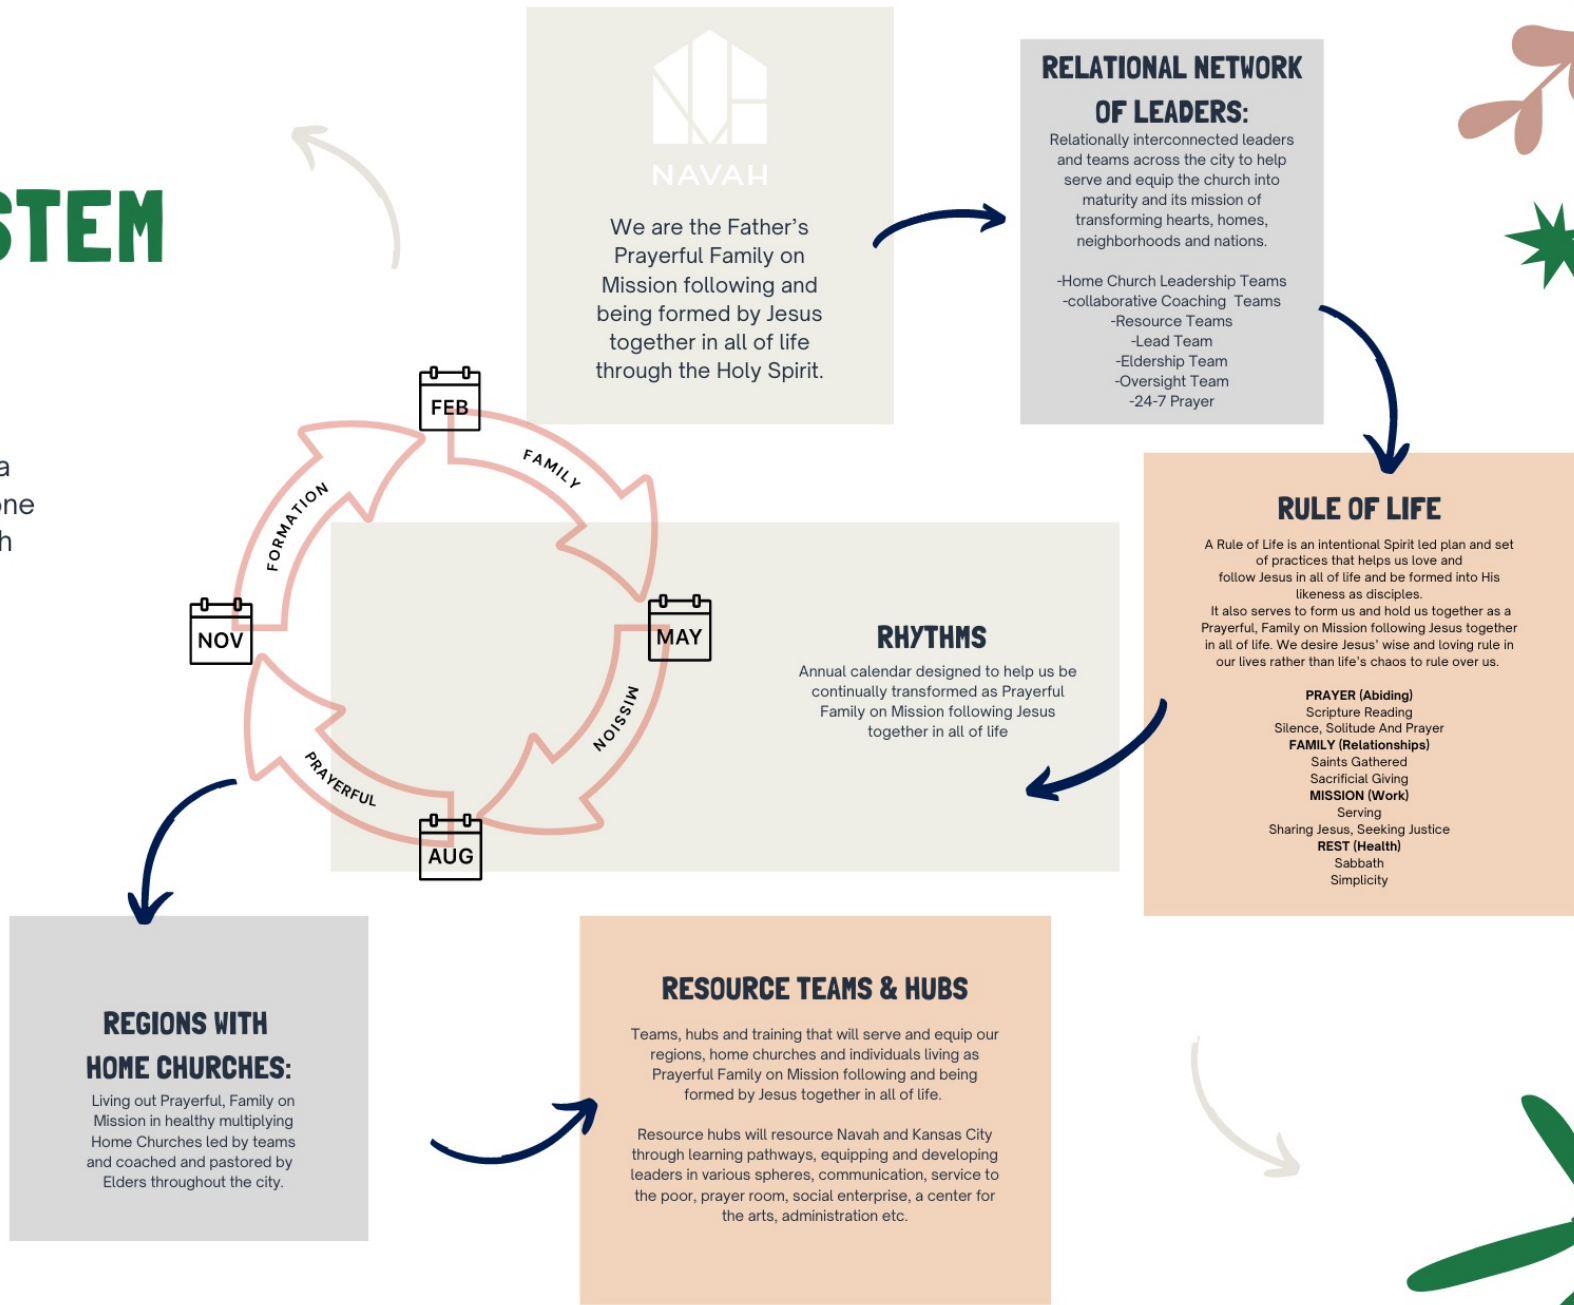 STEM
a
one
h
NAVAH
We are the Father's
Prayerful Family on
Mission following and
being formed by Jesus
together in all of life
through the Holy Spirit.
RELATIONAL NETWORK
OF LEADERS:
Relationally interconnected leaders
and teams across the city to help
serve and equip the church into
maturity and its mission of
transforming hearts, homes,
neighborhoods and nations.
-Home Church Leadership Teams
-collaborative Coaching Teams
-Resource Teams
-Lead Team
-Eldership Team
-Oversight Team
-24-7 Prayer
FEB
FAMILY
MAY
MISSION
AUG
PRAYERFUL
NOV
FORMATION
RHYTHMS
Annual calendar designed to help us be
continually transformed as Prayerful
Family on Mission following Jesus
together in all of life
RULE OF LIFE
A Rule of Life is an intentional Spirit led plan and set
of practices that helps us love and
follow Jesus in all of life and be formed into His
likeness as disciples.
It also serves to form us and hold us together as a
Prayerful, Family on Mission following Jesus together
in all of life. We desire Jesus' wise and loving rule in
our lives rather than life's chaos to rule over us.
PRAYER (Abiding)
Scripture Reading
Silence, Solitude And Prayer
FAMILY (Relationships)
Saints Gathered
Sacrificial Giving
MISSION (Work)
Serving
Sharing Jesus, Seeking Justice
REST (Health)
Sabbath
Simplicity
REGIONS WITH
HOME CHURCHES:
Living out Prayerful, Family on
Mission in healthy multiplying
Home Churches led by teams
and coached and pastored by
Elders throughout the city.
RESOURCE TEAMS & HUBS
Teams, hubs and training that will serve and equip our
regions, home churches and individuals living as
Prayerful Family on Mission following and being
formed by Jesus together in all of life.
Resource hubs will resource Navah and Kansas City
through learning pathways, equipping and developing
leaders in various spheres, communication, service to
the poor, prayer room, social enterprise, a center for
the arts, administration etc.